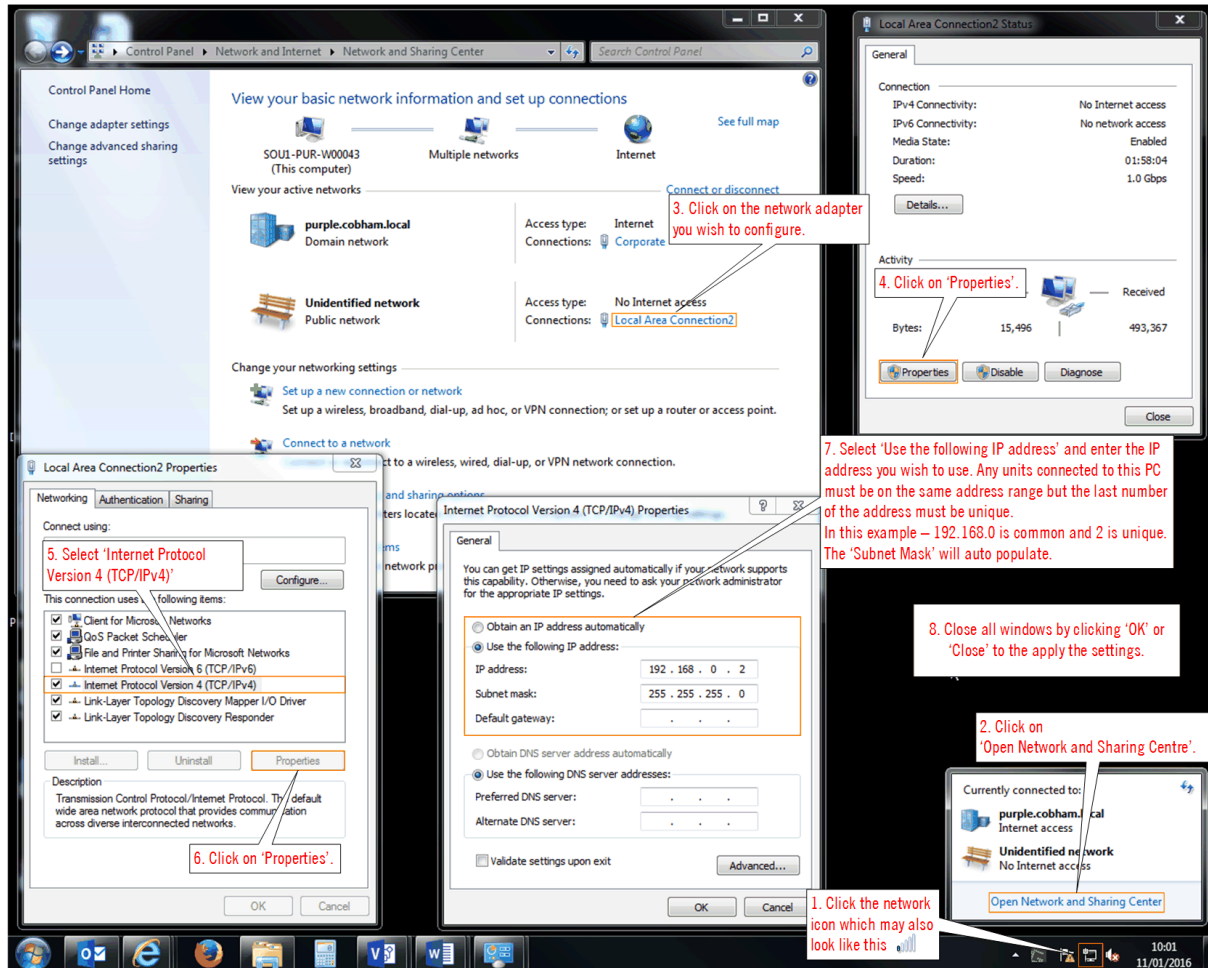 Control Panel ▸ Network and Internet ▸ Network and Sharing Center
Search Control Panel
Control Panel Home
Change adapter settings
Change advanced sharing
settings
View your basic network information and set up connections
See full map
SOU1-PUR-W00043
(This computer)
Multiple networks
Internet
View your active networks
Connect or disconnect
purple.cobham.local
Domain network
Access type: Internet
Connections: Corporate
Unidentified network
Public network
Access type: No Internet access
Connections: Local Area Connection2
3. Click on the network adapter
you wish to configure.
Change your networking settings
Set up a new connection or network
Set up a wireless, broadband, dial-up, ad hoc, or VPN connection; or set up a router or access point.
Connect to a network
to a wireless, wired, dial-up, or VPN network connection.
and sharing options
Local Area Connection2 Status
General
Connection
IPv4 Connectivity: No Internet access
IPv6 Connectivity: No network access
Media State: Enabled
Duration: 01:58:04
Speed: 1.0 Gbps
Details...
Activity
4. Click on 'Properties'.
Received
Bytes: 15,496 493,367
Properties
Disable
Diagnose
Close
Local Area Connection2 Properties
Networking
Authentication
Sharing
Connect using:
5. Select 'Internet Protocol
Version 4 (TCP/IPv4)'
Configure...
This connection uses following items:
Client for Microsoft Networks
QoS Packet Scheduler
File and Printer Sharing for Microsoft Networks
Internet Protocol Version 6 (TCP/IPv6)
Internet Protocol Version 4 (TCP/IPv4)
Link-Layer Topology Discovery Mapper I/O Driver
Link-Layer Topology Discovery Responder
Install...
Uninstall
Properties
Description
Transmission Control Protocol/Internet Protocol. The default
wide area network protocol that provides communication
across diverse interconnected networks.
6. Click on 'Properties'.
OK
Cancel
Internet Protocol Version 4 (TCP/IPv4) Properties
General
You can get IP settings assigned automatically if your network supports
this capability. Otherwise, you need to ask your network administrator
for the appropriate IP settings.
Obtain an IP address automatically
Use the following IP address:
IP address: 192 . 168 . 0 . 2
Subnet mask: 255 . 255 . 255 . 0
Default gateway: . . .
Obtain DNS server address automatically
Use the following DNS server addresses:
Preferred DNS server: . . .
Alternate DNS server: . . .
Validate settings upon exit
Advanced...
OK
Cancel
7. Select 'Use the following IP address' and enter the IP
address you wish to use. Any units connected to this PC
must be on the same address range but the last number
of the address must be unique.
In this example – 192.168.0 is common and 2 is unique.
The 'Subnet Mask' will auto populate.
8. Close all windows by clicking 'OK' or
'Close' to the apply the settings.
2. Click on
'Open Network and Sharing Centre'.
Currently connected to:
purple.cobham.local
Internet access
Unidentified network
No Internet access
Open Network and Sharing Center
1. Click the network
icon which may also
look like this
10:01
11/01/2016